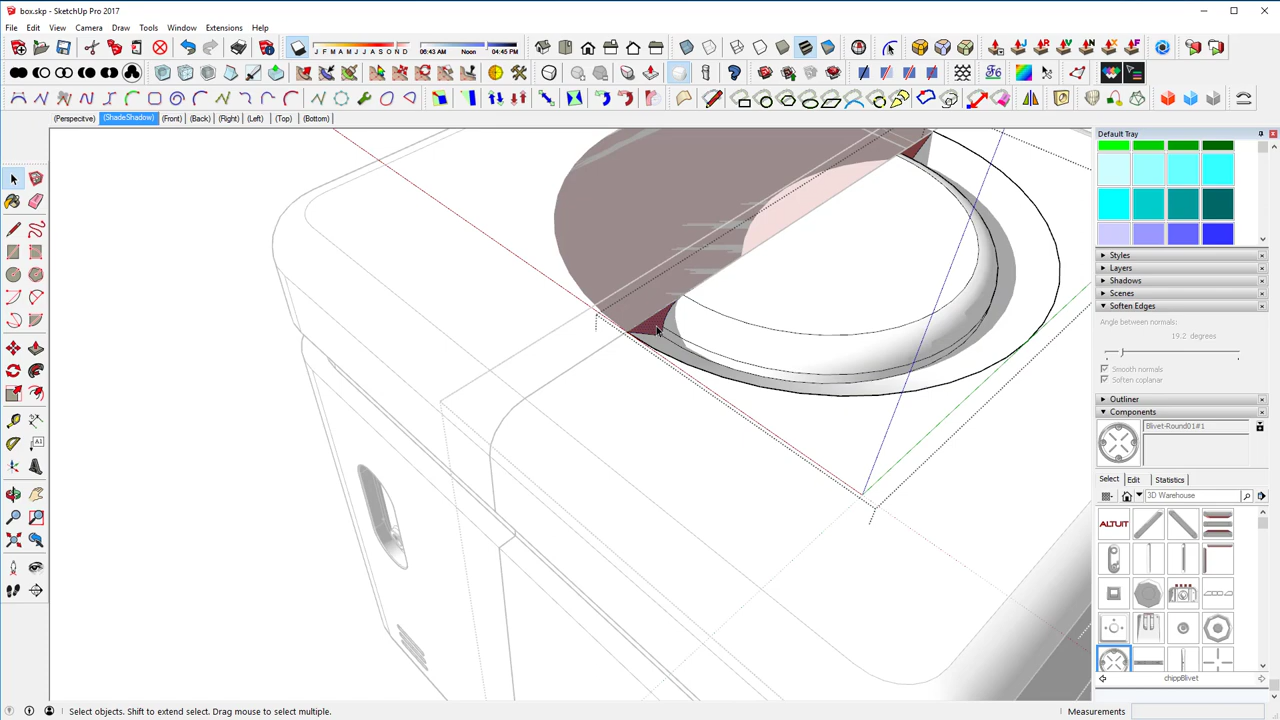 box.skp - SketchUp Pro 2017
File Edit View Camera Draw Tools Window Extensions Help
J F M A M J J A S O N D 06:43 AM Noon 04:45 PM
(Perspective) (ShadeShadow) (Front) (Back) (Right) (Left) (Top) (Bottom)
Default Tray
Styles
Layers
Shadows
Scenes
Soften Edges
Angle between normals:
19.2 degrees
Smooth normals
Soften coplanar
Outliner
Components
Blivet-Round01#1
Select Edit Statistics
3D Warehouse
ALTUIT
chippBlivet
Select objects. Shift to extend select. Drag mouse to select multiple. Measurements